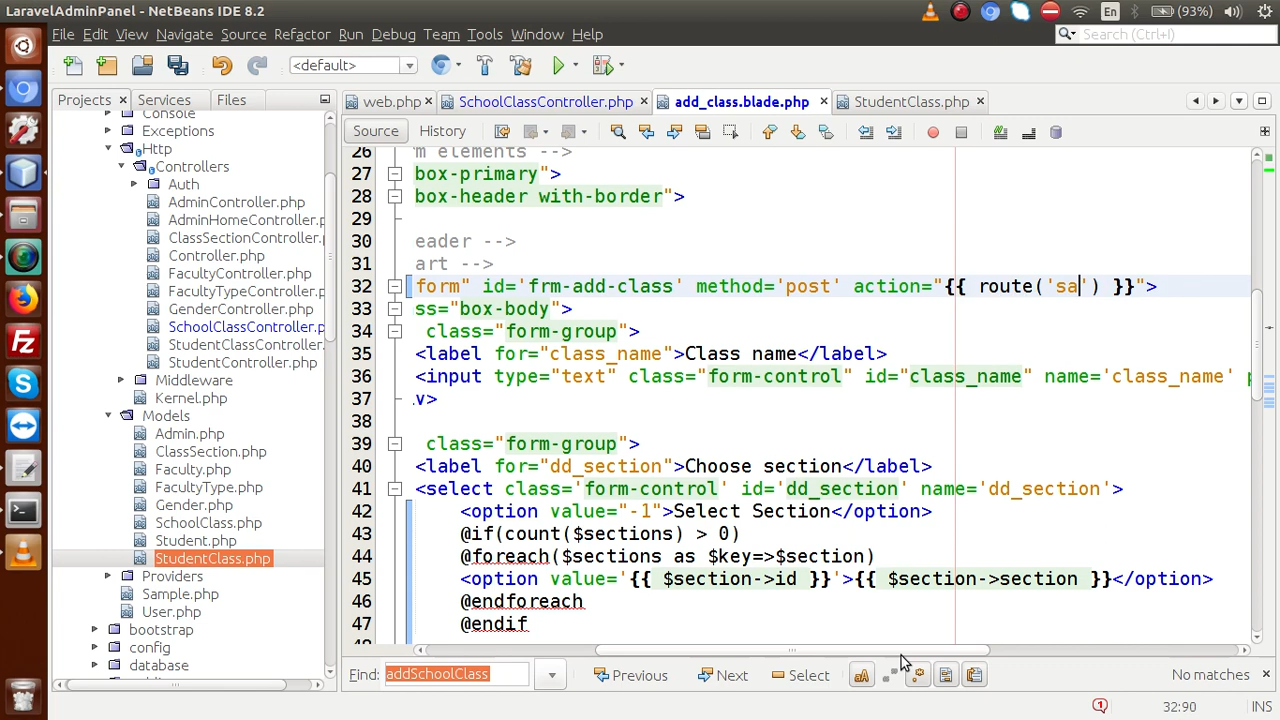 LaravelAdminPanel - NetBeans IDE 8.2
En
(93%)
File Edit View Navigate Source Refactor Run Debug Team Tools Window Help
Search (Ctrl+I)
<default>
Projects Services Files
web.php SchoolClassController.php add_class.blade.php StudentClass.php
Source History
Console
Exceptions
Http
Controllers
Auth
AdminController.php
AdminHomeController.p
ClassSectionController.p
Controller.php
FacultyController.php
FacultyTypeController.php
GenderController.php
SchoolClassController.p
StudentClassController.
StudentController.php
Middleware
Kernel.php
Models
Admin.php
ClassSection.php
Faculty.php
FacultyType.php
Gender.php
SchoolClass.php
Student.php
StudentClass.php
Providers
Sample.php
User.php
bootstrap
config
database
26 m elements -->
27 box-primary">
28 box-header with-border">
29
30 eader -->
31 art -->
32 form" id='frm-add-class' method='post' action="{{ route('sa') }}">
33 ss="box-body">
34 class="form-group">
35 <label for="class_name">Class name</label>
36 <input type="text" class="form-control" id="class_name" name='class_name' p
37 .v>
38
39 class="form-group">
40 <label for="dd_section">Choose section</label>
41 <select class='form-control' id='dd_section' name='dd_section'>
42 <option value="-1">Select Section</option>
43 @if(count($sections) > 0)
44 @foreach($sections as $key=>$section)
45 <option value='{{ $section->id }}'>{{ $section->section }}</option>
46 @endforeach
47 @endif
Find: addSchoolClass Previous Next Select aA No matches
32:90 INS